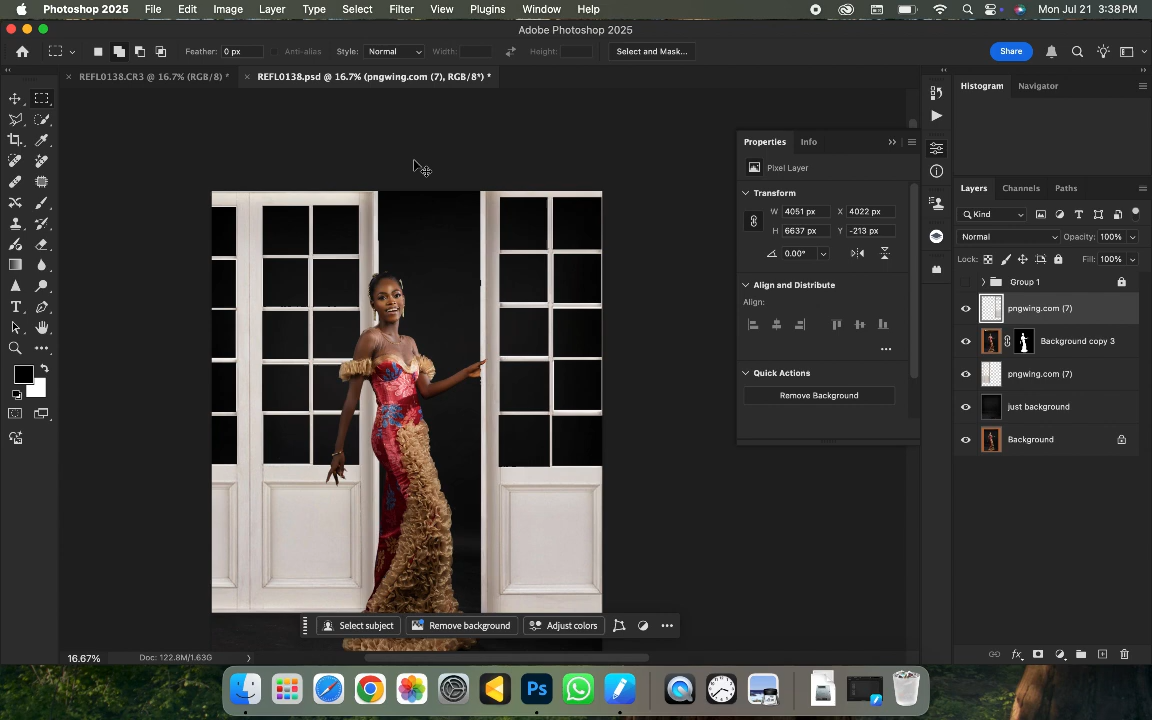 Photoshop 2025 File Edit Image Layer Type Select Filter View Plugins Window Help Mon Jul 21 3:38 PM
Adobe Photoshop 2025
Feather: 0 px Anti-alias Style: Normal Width: Height: Select and Mask... Share
REFL0138.CR3 @ 16.7% (RGB/8) * REFL0138.psd @ 16.7% (pngwing.com (7), RGB/8*) *
Histogram Navigator
Properties Info
Pixel Layer
Transform
W 4051 px X 4022 px
H 6637 px Y -213 px
0.00°
Align and Distribute
Align:
Quick Actions
Remove Background
Layers Channels Paths
Kind
Normal Opacity: 100%
Lock: Fill: 100%
Group 1
pngwing.com (7)
Background copy 3
pngwing.com (7)
just background
Background
Select subject Remove background Adjust colors
16.67% Doc: 122.8M/1.63G